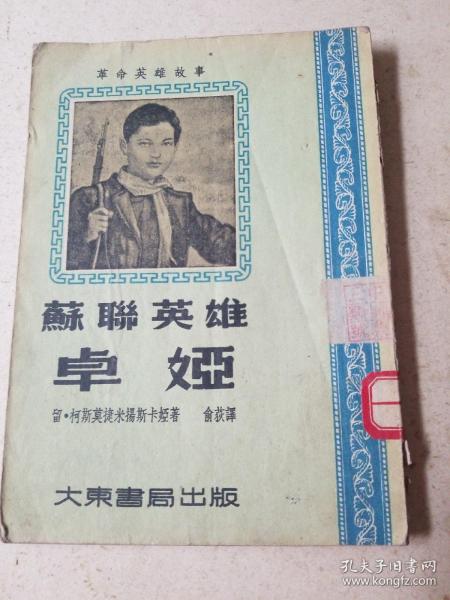 革命英雄故事
蘇聯英雄
卓婭
留·柯斯莫捷米揚斯卡婭著 俞荻譯
大東書局出版
孔夫子旧书网
www.kongfz.com